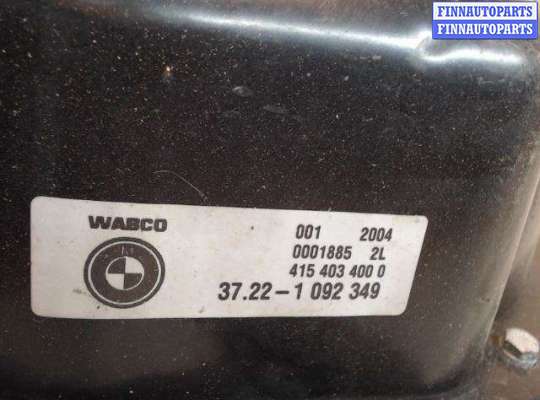 FINNAUTOPARTS
FINNAUTOPARTS
WABCO
001 2004
0001885 2L
415 403 400 0
37.22-1 092 349